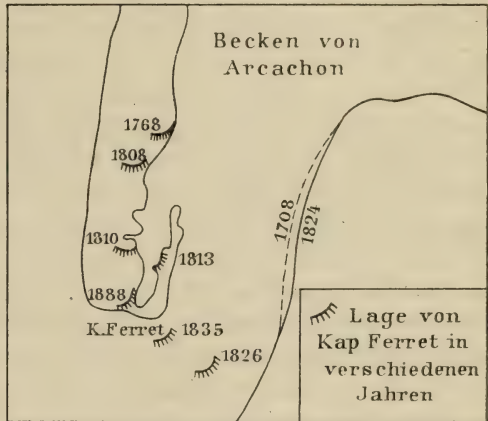 Becken von
Arcachon
1768
1808
1708
1824
1810
1813
1888
K.Ferret
1835
1826
Lage von
Kap Ferret in
verschiedenen
Jahren